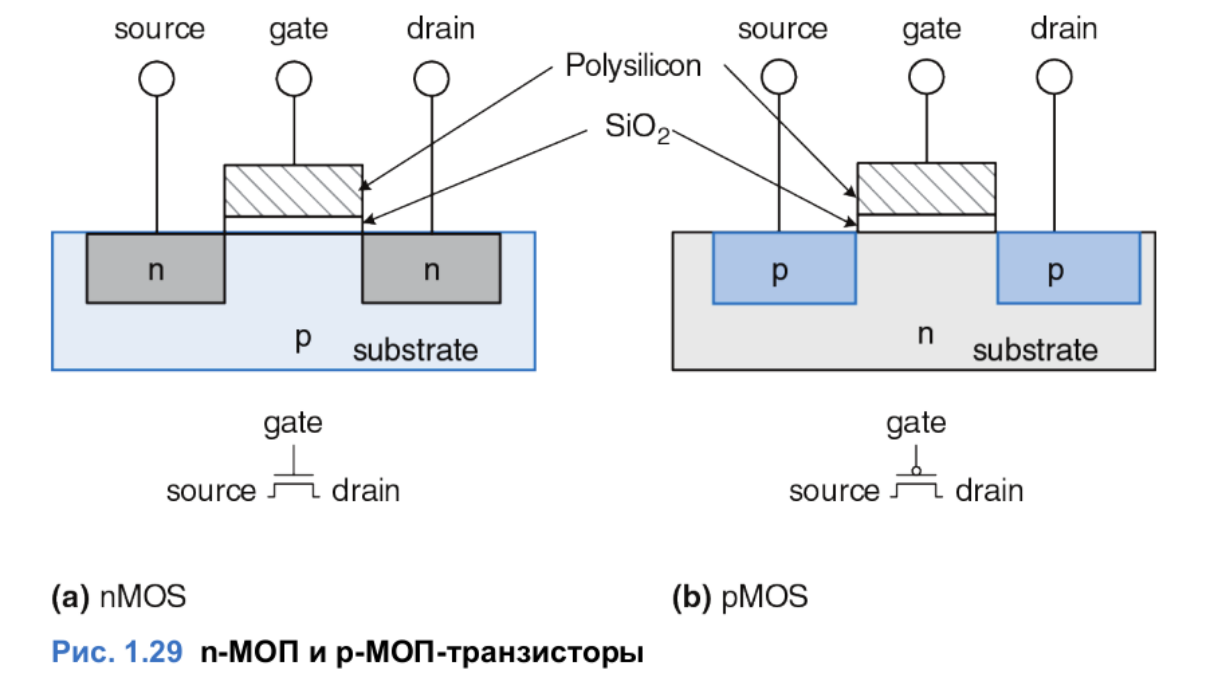 source gate drain source gate drain
Polysilicon
SiO₂
n n p p
p substrate n substrate
gate gate
source drain source drain
(a) nMOS (b) pMOS
Рис. 1.29 n-МОП и p-МОП-транзисторы